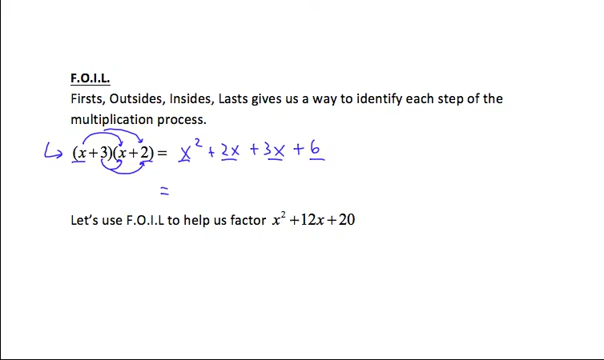 F.O.I.L.
Firsts, Outsides, Insides, Lasts gives us a way to identify each step of the
multiplication process.
(x+3)(x+2) = x² + 2x + 3x + 6
=
Let's use F.O.I.L to help us factor x² +12x+20